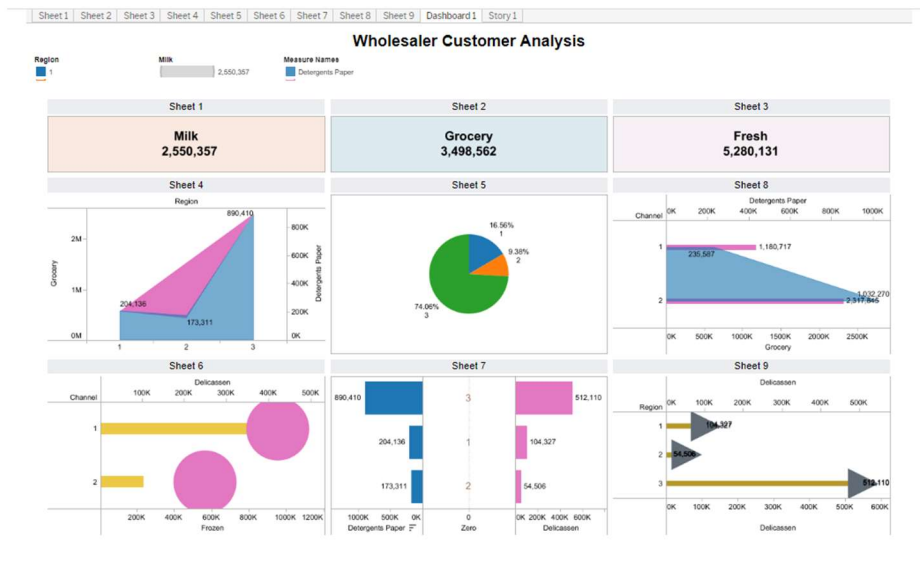 Sheet 1 Sheet 2 Sheet 3 Sheet 4 Sheet 5 Sheet 6 Sheet 7 Sheet 8 Sheet 9 Dashboard 1 Story 1
Wholesaler Customer Analysis
Region Milk Measure Names
1 2,550,357 Detergents Paper
Sheet 1 Sheet 2 Sheet 3
Milk
2,550,357
Grocery
3,498,562
Fresh
5,280,131
Sheet 4
Region
890,410
2M
1M
0M
Grocery
204,136
173,311
800K
600K
400K
200K
0K
Detergents Paper
1 2 3
Sheet 5
16.56%
1
9.38%
2
74.06%
3
Sheet 8
Detergents Paper
Channel 0K 200K 400K 600K 800K 1000K
1 1,180,717
235,587
1,032,270
2 2,317,845
0K 500K 1000K 1500K 2000K 2500K
Grocery
Sheet 6
Delicassen
Channel 100K 200K 300K 400K 500K
1
2
200K 400K 600K 800K 1000K 1200K
Frozen
Sheet 7
890,410 3 512,110
204,136 1 104,327
173,311 2 54,506
1000K 500K 0K 0 0K 200K 400K 600K
Detergents Paper Zero Delicassen
Sheet 9
Delicassen
Region 0K 100K 200K 300K 400K 500K
1 104,327
2 54,506
3 512,110
0K 100K 200K 300K 400K 500K 600K
Delicassen